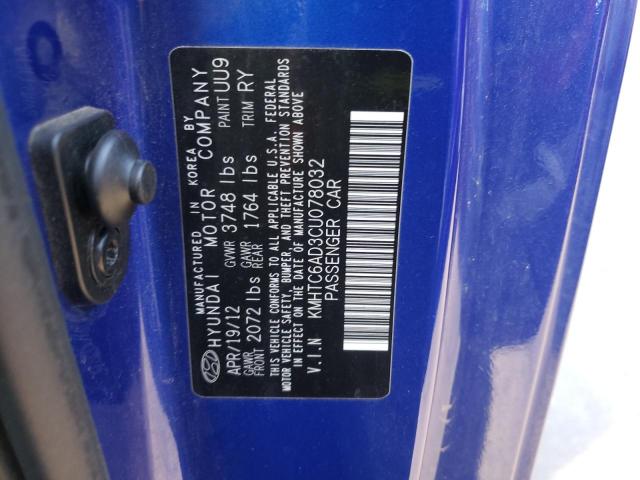 MANUFACTURED IN KOREA BY
HYUNDAI MOTOR COMPANY
APR/19/12 GVWR 3748 lbs PAINT UU9
GAWR FRONT 2072 lbs GAWR REAR 1764 lbs TRIM RY
THIS VEHICLE CONFORMS TO ALL APPLICABLE U.S.A. FEDERAL
MOTOR VEHICLE SAFETY, BUMPER, AND THEFT PREVENTION STANDARDS
IN EFFECT ON THE DATE OF MANUFACTURE SHOWN ABOVE
V.I.N KMHTC6AD3CU078032
PASSENGER CAR